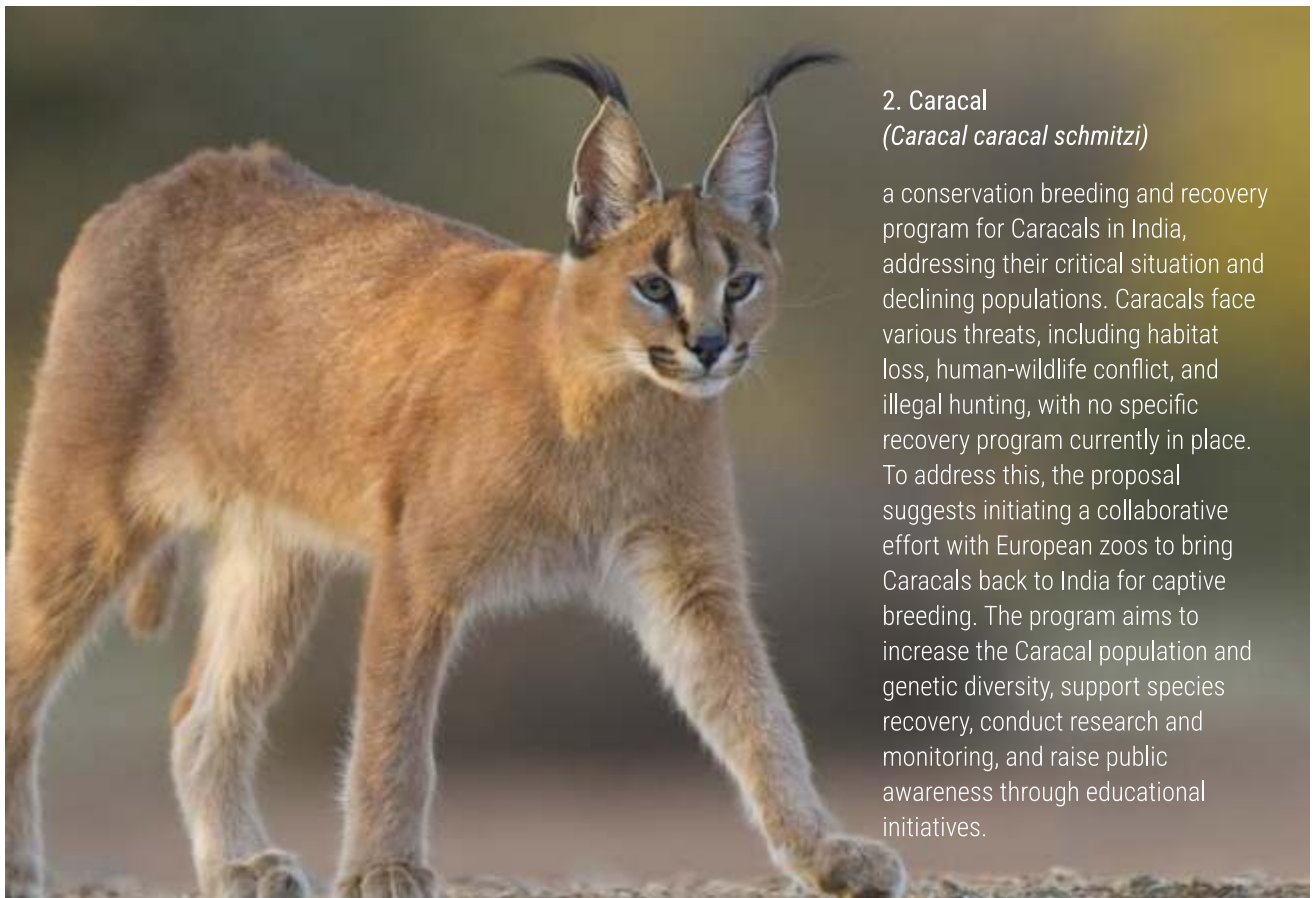 2. Caracal
(Caracal caracal schmitzi)
a conservation breeding and recovery
program for Caracals in India,
addressing their critical situation and
declining populations. Caracals face
various threats, including habitat
loss, human-wildlife conflict, and
illegal hunting, with no specific
recovery program currently in place.
To address this, the proposal
suggests initiating a collaborative
effort with European zoos to bring
Caracals back to India for captive
breeding. The program aims to
increase the Caracal population and
genetic diversity, support species
recovery, conduct research and
monitoring, and raise public
awareness through educational
initiatives.